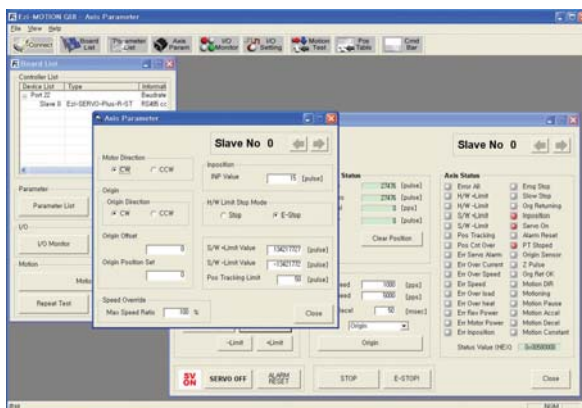 Ezi-MOTION GUI - Axis Parameter
File View Help
Connect
Board List
Parameter List
Axis Param
I/O Monitor
I/O Setting
Motion Test
Pos Table
Cmd Bar
Board List
Controller List
Device List Type Informati
Port 22 Baudrate
Slave 0 Ezi-SERVO-Plus-R-ST RS485 cc
Parameter
Parameter List
I/O
I/O Monitor
Motion
Repeat Test
Axis Parameter
Slave No 0
Motor Direction
CW CCW
Origin
Origin Direction
CW CCW
Origin Offset
0
Origin Position Set
0
Speed Override
Max Speed Ratio 100 %
Inposition
INP Value 15 [pulse]
H/W Limit Stop Mode
Stop E-Stop
S/W +Limit Value 134217727 [pulse]
S/W -Limit Value [pulse]
Pos Tracking Limit 50 [pulse]
Close
Slave No 0
Status
27476 [pulse]
27476 [pulse]
0 [pps]
0 [pulse]
Clear Position
1000 [pps]
5000 [pps]
50 [msec]
Origin
-Limit +Limit
Origin
Axis Status
Error All
H/W +Limit
H/W -Limit
S/W +Limit
S/W -Limit
Pos Cnt Over
Err Servo Alarm
Err Over Current
Err Over Speed
Err Speed
Err Over load
Err Over heat
Err Rev Power
Err Motor Power
Err Inposition
Emg Stop
Slow Stop
Org Returning
Inposition
Servo On
Alarm Reset
PT Stoped
Origin Sensor
Z Pulse
Org Ret OK
Motion DIR
Motioning
Motion Pause
Motion Accel
Motion Decel
Motion Constant
Status Value (HEX)
SV ON
SERVO OFF
ALARM RESET
STOP
E-STOP!
Close
NUM